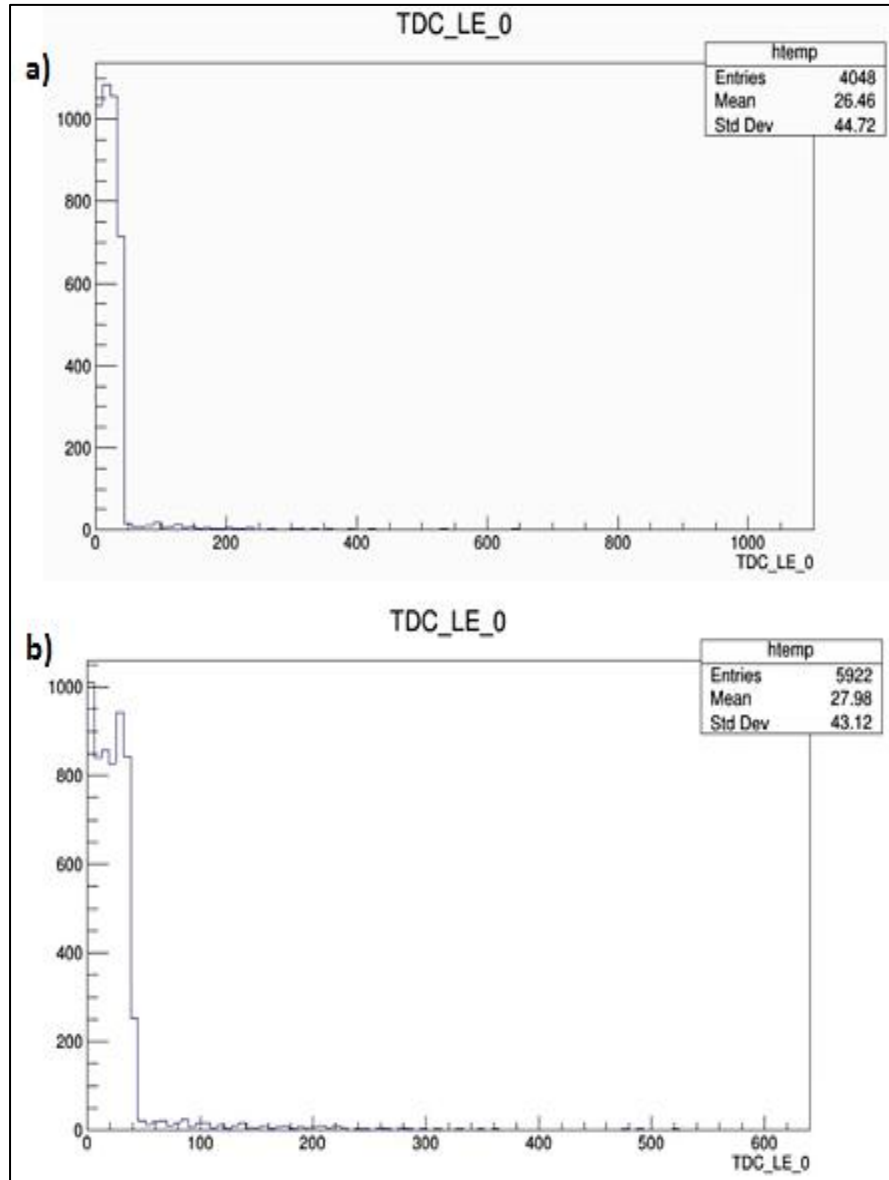 TDC_LE_0
a)
htemp
Entries 4048
Mean 26.46
Std Dev 44.72
1000
800
600
400
200
0
0 200 400 600 800 1000
TDC_LE_0
TDC_LE_0
b)
htemp
Entries 5922
Mean 27.98
Std Dev 43.12
1000
800
600
400
200
0
0 100 200 300 400 500 600
TDC_LE_0